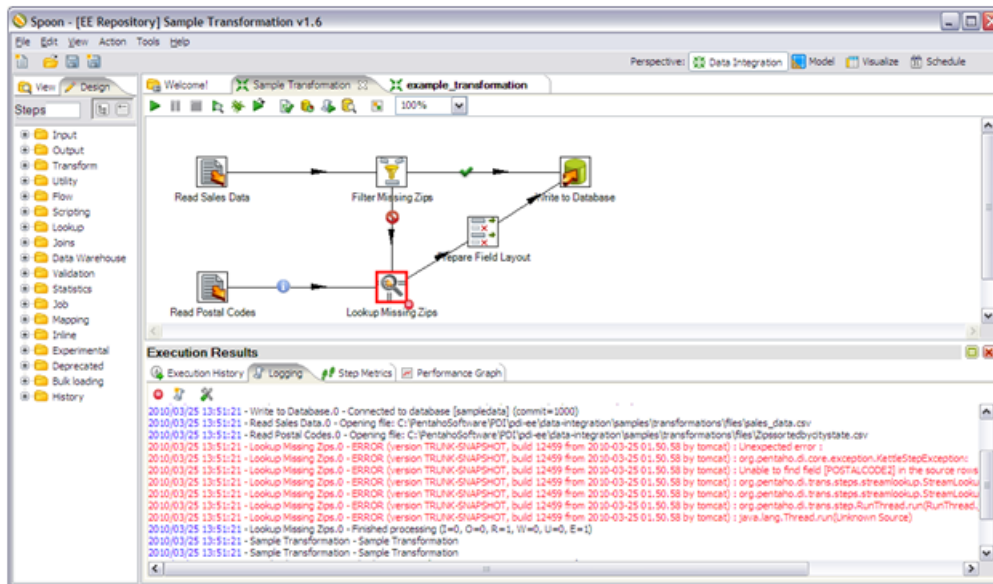 Spoon - [EE Repository] Sample Transformation v1.6
File Edit View Action Tools Help
Perspective: Data Integration Model Visualize Schedule
View Design
Welcome! Sample Transfomation example_transformation
Steps
100%
Input
Output
Transform
Utility
Flow
Scripting
Lookup
Joins
Data Warehouse
Validation
Statistics
Job
Mapping
Inline
Experimental
Deprecated
Bulk loading
History
Read Sales Data
Filter Missing Zips
Write to Database
Prepare Field Layout
Read Postal Codes
Lookup Missing Zips
Execution Results
Execution History Logging Step Metrics Performance Graph
2010/03/25 13:51:21 - Write to Database.0 - Connected to database [sampledata] (commit=1000)
2010/03/25 13:51:21 - Read Sales Data.0 - Opening file: C:\PentahoSoftware\PDI\pdi-ee\data-integration\samples\transformations\files\sales_data.csv
2010/03/25 13:51:21 - Read Postal Codes.0 - Opening file: C:\PentahoSoftware\PDI\pdi-ee\data-integration\samples\transformations\files\Zipssortedbycitystate.csv
2010/03/25 13:51:21 - Lookup Missing Zips.0 - ERROR (version TRUNK-SNAPSHOT, build 12459 from 2010-03-25 01.50.58 by tomcat) : Unexpected error :
2010/03/25 13:51:21 - Lookup Missing Zips.0 - ERROR (version TRUNK-SNAPSHOT, build 12459 from 2010-03-25 01.50.58 by tomcat) : org.pentaho.di.core.exception.KettleStepException:
2010/03/25 13:51:21 - Lookup Missing Zips.0 - ERROR (version TRUNK-SNAPSHOT, build 12459 from 2010-03-25 01.50.58 by tomcat) : Unable to find field [POSTALCODE2] in the source rows
2010/03/25 13:51:21 - Lookup Missing Zips.0 - ERROR (version TRUNK-SNAPSHOT, build 12459 from 2010-03-25 01.50.58 by tomcat) : org.pentaho.di.trans.steps.streamlookup.StreamLooku
2010/03/25 13:51:21 - Lookup Missing Zips.0 - ERROR (version TRUNK-SNAPSHOT, build 12459 from 2010-03-25 01.50.58 by tomcat) : org.pentaho.di.trans.steps.streamlookup.StreamLooku
2010/03/25 13:51:21 - Lookup Missing Zips.0 - ERROR (version TRUNK-SNAPSHOT, build 12459 from 2010-03-25 01.50.58 by tomcat) : org.pentaho.di.trans.step.RunThread.run(RunThread.
2010/03/25 13:51:21 - Lookup Missing Zips.0 - ERROR (version TRUNK-SNAPSHOT, build 12459 from 2010-03-25 01.50.58 by tomcat) : java.lang.Thread.run(Unknown Source)
2010/03/25 13:51:21 - Lookup Missing Zips.0 - Finished processing (I=0, O=0, R=1, W=0, U=0, E=1)
2010/03/25 13:51:21 - Sample Transformation - Sample Transformation
2010/03/25 13:51:21 - Sample Transformation - Sample Transformation